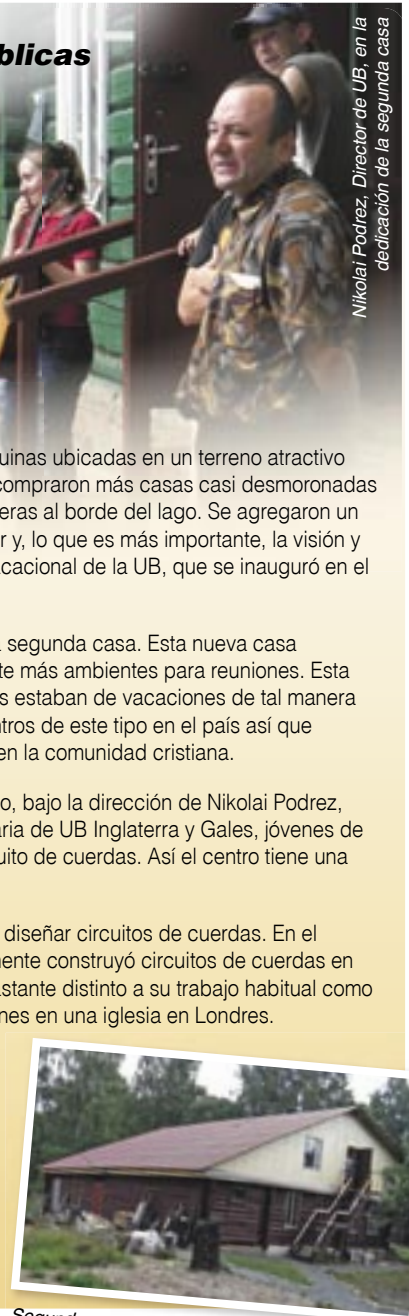 blicas
Nikolai Podrez, Director de UB, en la
dedicación de la segunda casa
uinas ubicadas en un terreno atractivo
compraron más casas casi desmoronadas
eras al borde del lago. Se agregaron un
r y, lo que es más importante, la visión y
acacional de la UB, que se inauguró en el
a segunda casa. Esta nueva casa
te más ambientes para reuniones. Esta
s estaban de vacaciones de tal manera
ntros de este tipo en el país así que
en la comunidad cristiana.
o, bajo la dirección de Nikolai Podrez,
aria de UB Inglaterra y Gales, jóvenes de
uito de cuerdas. Así el centro tiene una
diseñar circuitos de cuerdas. En el
mente construyó circuitos de cuerdas en
astante distinto a su trabajo habitual como
nes en una iglesia en Londres.
Segund